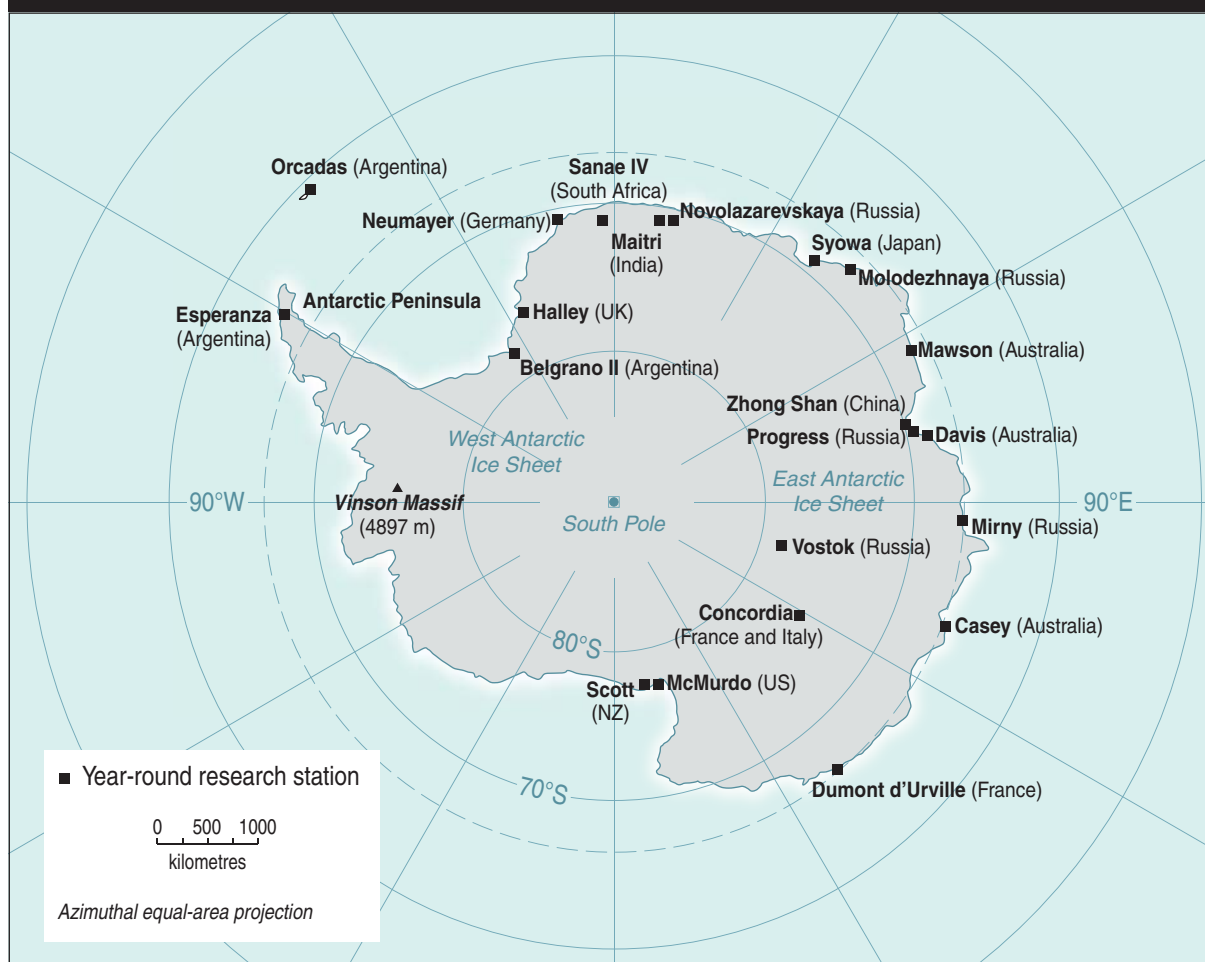 Orcadas (Argentina)
Sanae IV
(South Africa)
Neumayer (Germany)
Novolazarevskaya (Russia)
Maitri
(India)
Syowa (Japan)
Molodezhnaya (Russia)
Antarctic Peninsula
Esperanza
(Argentina)
Halley (UK)
Mawson (Australia)
Belgrano II (Argentina)
Zhong Shan (China)
Progress (Russia)
Davis (Australia)
West Antarctic
Ice Sheet
East Antarctic
Ice Sheet
90°W
Vinson Massif
(4897 m)
South Pole
90°E
Mirny (Russia)
Vostok (Russia)
Concordia
(France and Italy)
Casey (Australia)
80°S
Scott
(NZ)
McMurdo (US)
70°S
Dumont d'Urville (France)
Year-round research station
0 500 1000
kilometres
Azimuthal equal-area projection